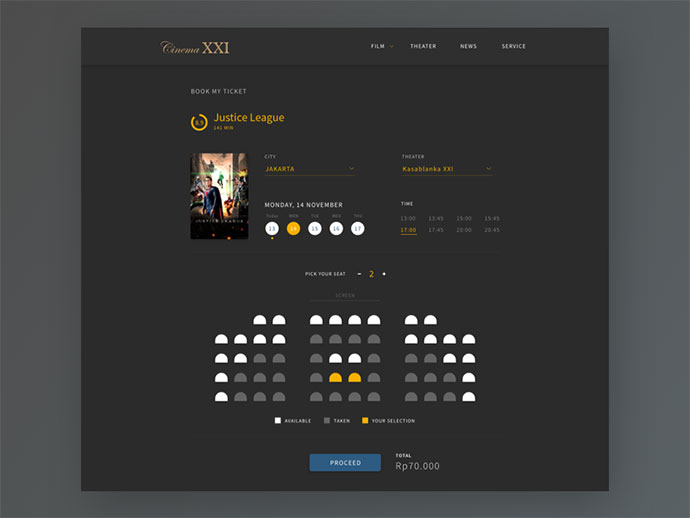 Cinema XXI
FILM THEATER NEWS SERVICE
BOOK MY TICKET
8.9
Justice League
141 MIN
CITY THEATER
JAKARTA Kasablanka XXI
JUSTICE LEAGUE
MONDAY, 14 NOVEMBER
TIME
Today MON TUE WED THU
13 14 15 16 17
13:00 13:45 15:00 15:45
17:00 17:45 20:00 20:45
PICK YOUR SEAT - 2 +
SCREEN
AVAILABLE TAKEN YOUR SELECTION
PROCEED
TOTAL
Rp70.000